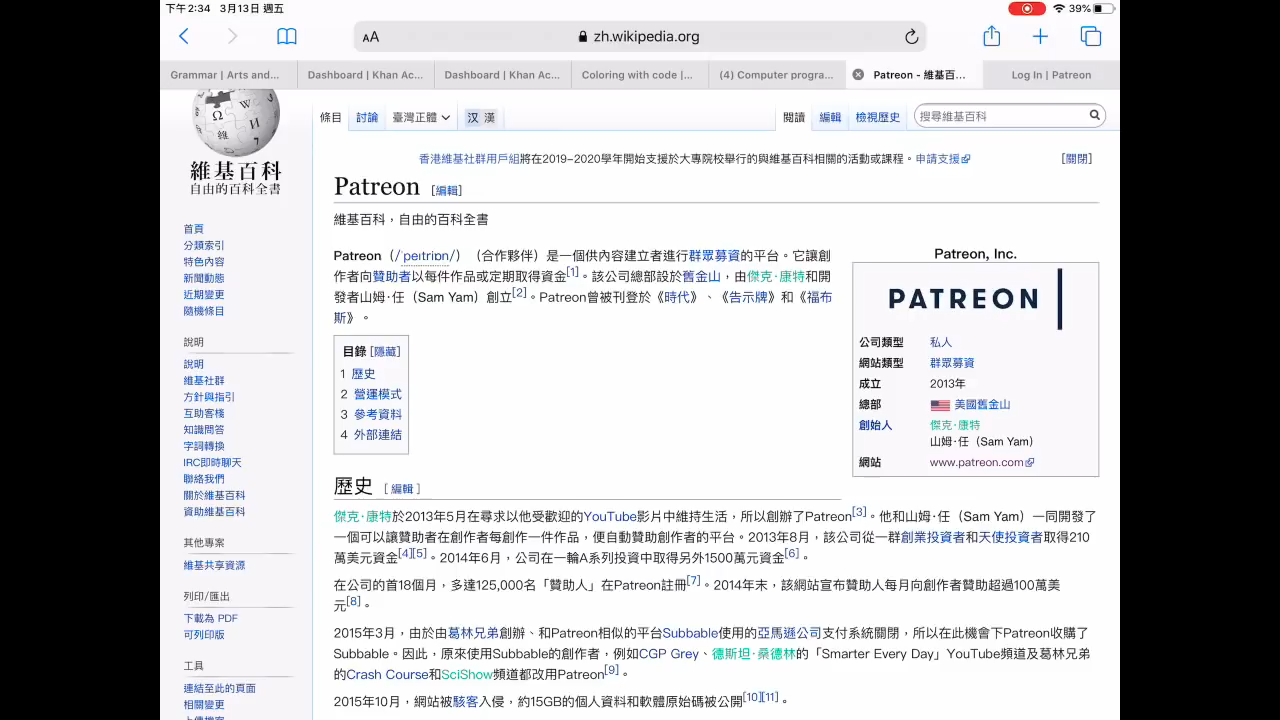 下午2:34 3月13日 週五
39%
AA zh.wikipedia.org
Grammar | Arts and...
Dashboard | Khan Ac...
Dashboard | Khan Ac...
Coloring with code |...
(4) Computer progra...
Patreon - 維基百...
Log In | Patreon
維基百科
自由的百科全書
條目 討論 臺灣正體 汉 漢
閱讀 編輯 檢視歷史 搜尋維基百科
香港維基社群用戶組將在2019-2020學年開始支援於大專院校舉行的與維基百科相關的活動或課程。申請支援 [關閉]
Patreon [編輯]
維基百科,自由的百科全書
首頁
分類索引
特色內容
新聞動態
近期變更
隨機條目
說明
說明
維基社群
方針與指引
互助客棧
知識問答
字詞轉換
IRC即時聊天
聯絡我們
關於維基百科
資助維基百科
其他專案
維基共享資源
列印/匯出
下載為 PDF
可列印版
工具
連結至此的頁面
相關變更
Patreon(/ˈpeɪtriɒn/) (合作夥伴)是一個供內容建立者進行群眾募資的平台。它讓創
作者向贊助者以每件作品或定期取得資金[1]。該公司總部設於舊金山,由傑克·康特和開
發者山姆·任(Sam Yam)創立[2]。Patreon曾被刊登於《時代》、《告示牌》和《福布
斯》。
Patreon, Inc.
PATREON
公司類型 私人
網站類型 群眾募資
成立 2013年
總部 美國舊金山
創始人 傑克·康特
山姆·任(Sam Yam)
網站 www.patreon.com
目錄 [隱藏]
1 歷史
2 營運模式
3 參考資料
4 外部連結
歷史 [編輯]
傑克·康特於2013年5月在尋求以他受歡迎的YouTube影片中維持生活,所以創辦了Patreon[3]。他和山姆·任(Sam Yam)一同開發了
一個可以讓贊助者在創作者每創作一件作品,便自動贊助創作者的平台。2013年8月,該公司從一群創業投資者和天使投資者取得210
萬美元資金[4][5]。2014年6月,公司在一輪A系列投資中取得另外1500萬元資金[6]。
在公司的首18個月,多達125,000名「贊助人」在Patreon註冊[7]。2014年末,該網站宣布贊助人每月向創作者贊助超過100萬美
元[8]。
2015年3月,由於由葛林兄弟創辦、和Patreon相似的平台Subbable使用的亞馬遜公司支付系統關閉,所以在此機會下Patreon收購了
Subbable。因此,原來使用Subbable的創作者,例如CGP Grey、德斯坦·桑德林的「Smarter Every Day」YouTube頻道及葛林兄弟
的Crash Course和SciShow頻道都改用Patreon[9]。
2015年10月,網站被駭客入侵,約15GB的個人資料和軟體原始碼被公開[10][11]。